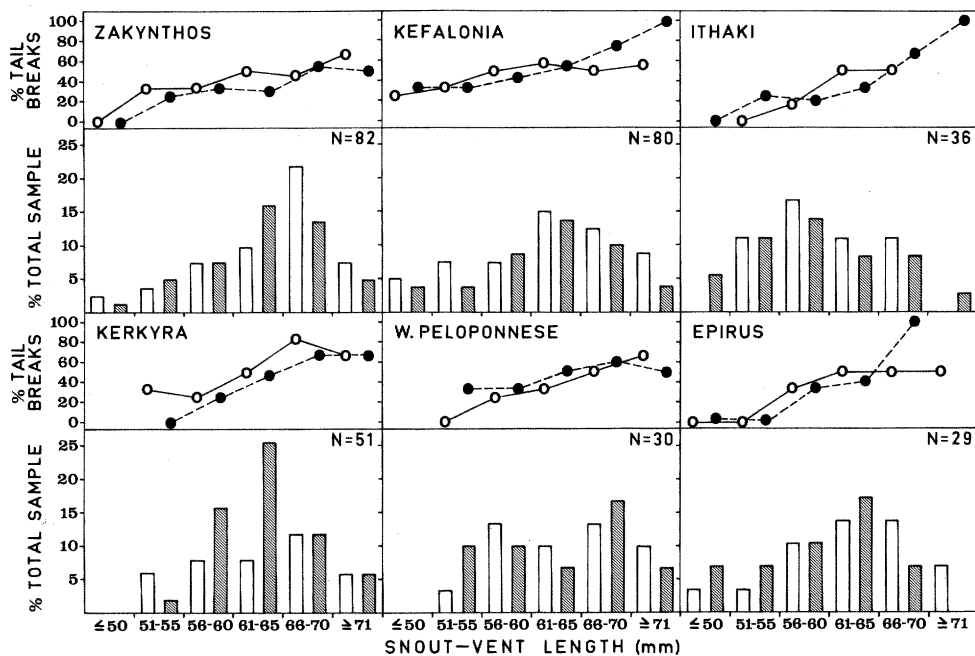 ZAKYNTHOS KEFALONIA ITHAKI
% TAIL BREAKS
100
80
60
40
20
0
N=82 N=80 N=36
% TOTAL SAMPLE
25
20
15
10
5
KERKYRA W. PELOPONNESE EPIRUS
% TAIL BREAKS
100
80
60
40
20
0
N=51 N=30 N=29
% TOTAL SAMPLE
25
20
15
10
5
≦50 51-55 56-60 61-65 66-70 ≧71 ≦50 51-55 56-60 61-65 66-70 ≧71 ≦50 51-55 56-60 61-65 66-70 ≧71
SNOUT-VENT LENGTH (mm)